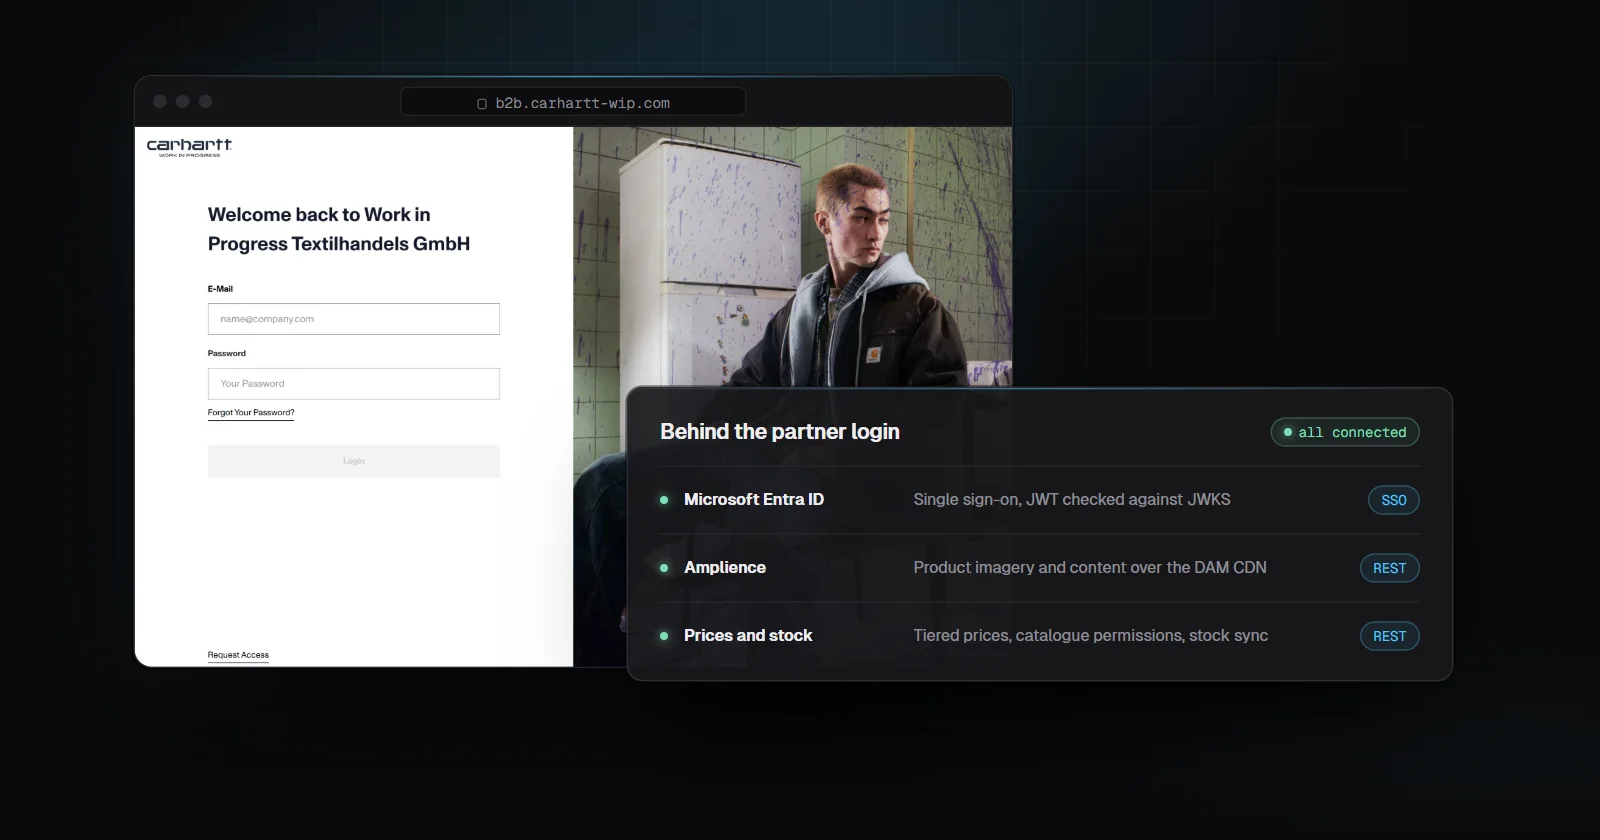 b2b.carhartt-wip.com
carhartt
WORK IN PROGRESS
Welcome back to Work in
Progress Textilhandels GmbH
E-Mail
name@company.com
Password
Your Password
Forgot Your Password?
Login
Request Access
Behind the partner login
all connected
Microsoft Entra ID
Single sign-on, JWT checked against JWKS
SSO
Amplience
Product imagery and content over the DAM CDN
REST
Prices and stock
Tiered prices, catalogue permissions, stock sync
REST